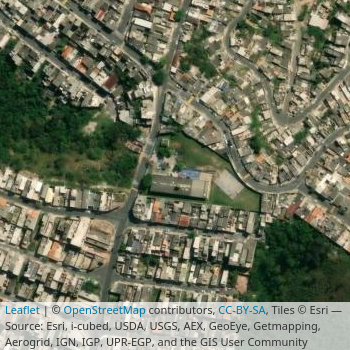 Leaflet | © OpenStreetMap contributors, CC-BY-SA, Tiles © Esri —
Source: Esri, i-cubed, USDA, USGS, AEX, GeoEye, Getmapping,
Aerogrid, IGN, IGP, UPR-EGP, and the GIS User Community